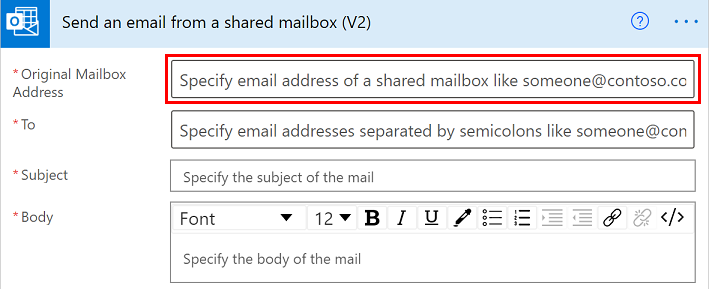 Send an email from a shared mailbox (V2)
* Original Mailbox Address
Specify email address of a shared mailbox like someone@contoso.co
* To
Specify email addresses separated by semicolons like someone@con
* Subject
Specify the subject of the mail
* Body
Font 12 B I U </>
Specify the body of the mail